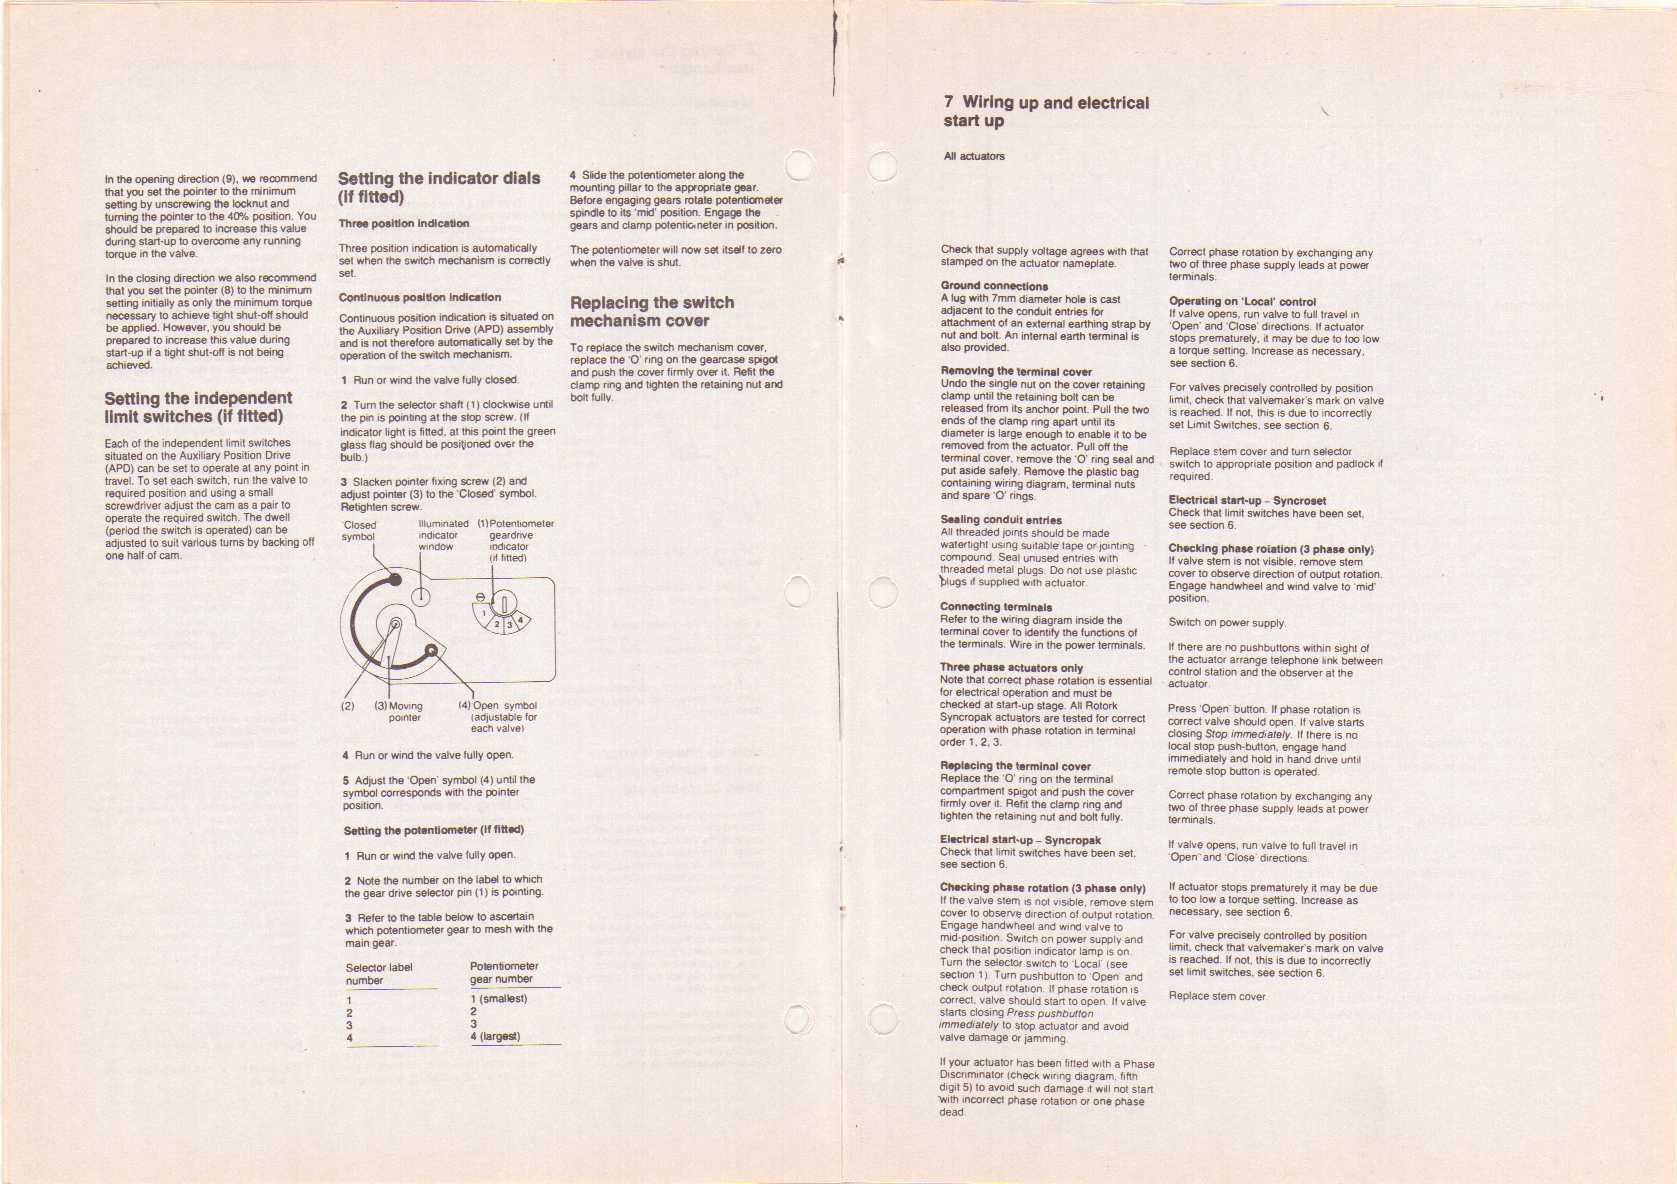 In the opening direction (9), we recommend
that you set the pointer to the minimum
setting by unscrewing the locknut and
turning the pointer to the 40% position. You
should be prepared to increase this value
during start-up to overcome any running
torque in the valve.
In the closing direction we also recommend
that you set the pointer (8) to the minimum
setting initially as only the minimum torque
necessary to achieve tight shut-off should
be applied. However, you should be
prepared to increase this value during
start-up if a tight shut-off is not being
achieved.
Setting the independent
limit switches (if fitted)
Each of the independent limit switches
situated on the Auxiliary Position Drive
(APD) can be set to operate at any point in
travel. To set each switch, run the valve to
required position and using a small
screwdriver adjust the cam as a pair to
operate the required switch. The dwell
(period the switch is operated) can be
adjusted to suit various turns by backing off
one half of cam.
Setting the indicator dials
(if fitted)
Three position indication
Three position indication is automatically
set when the switch mechanism is correctly
set.
Continuous position indication
Continuous position indication is situated on
the Auxiliary Position Drive (APD) assembly
and is not therefore automatically set by the
operation of the switch mechanism.
1 Run or wind the valve fully closed.
2 Turn the selector shaft (1) clockwise until
the pin is pointing at the stop screw. (If
indicator light is fitted, at this point the green
glass flag should be positioned over the
bulb.)
3 Slacken pointer fixing screw (2) and
adjust pointer (3) to the 'Closed' symbol.
Retighten screw.
'Closed'
symbol
Illuminated
indicator
window
(1) Potentiometer
geardrive
indicator
(if fitted)
1
2
3
4
(2)
(3) Moving
pointer
(4) Open symbol
(adjustable for
each valve)
4 Run or wind the valve fully open.
5 Adjust the 'Open' symbol (4) until the
symbol corresponds with the pointer
position.
Setting the potentiometer (If fitted)
1 Run or wind the valve fully open.
2 Note the number on the label to which
the gear drive selector pin (1) is pointing.
3 Refer to the table below to ascertain
which potentiometer gear to mesh with the
main gear.
Selector label number Potentiometer gear number
1 1 (smallest)
2 2
3 3
4 4 (largest)
4 Slide the potentiometer along the
mounting pillar to the appropriate gear.
Before engaging gears rotate potentiometer
spindle to its 'mid' position. Engage the
gears and clamp potentiometer in position.
The potentiometer will now set itself to zero
when the valve is shut.
Replacing the switch
mechanism cover
To replace the switch mechanism cover,
replace the 'O' ring on the gearcase spigot
and push the cover firmly over it. Refit the
clamp ring and tighten the retaining nut and
bolt fully.
7 Wiring up and electrical
start up
All actuators
Check that supply voltage agrees with that
stamped on the actuator nameplate.
Ground connections
A lug with 7mm diameter hole is cast
adjacent to the conduit entries for
attachment of an external earthing strap by
nut and bolt. An internal earth terminal is
also provided.
Removing the terminal cover
Undo the single nut on the cover retaining
clamp until the retaining bolt can be
released from its anchor point. Pull the two
ends of the clamp ring apart until its
diameter is large enough to enable it to be
removed from the actuator. Pull off the
terminal cover, remove the 'O' ring seal and
put aside safely. Remove the plastic bag
containing wiring diagram, terminal nuts
and spare 'O' rings.
Sealing conduit entries
All threaded joints should be made
watertight using suitable tape or jointing
compound. Seal unused entries with
threaded metal plugs. Do not use plastic
plugs if supplied with actuator.
Connecting terminals
Refer to the wiring diagram inside the
terminal cover to identify the functions of
the terminals. Wire in the power terminals.
Three phase actuators only
Note that correct phase rotation is essential
for electrical operation and must be
checked at start-up stage. All Rotork
Syncropak actuators are tested for correct
operation with phase rotation in terminal
order 1, 2, 3.
Replacing the terminal cover
Replace the 'O' ring on the terminal
compartment spigot and push the cover
firmly over it. Refit the clamp ring and
tighten the retaining nut and bolt fully.
Electrical start-up – Syncropak
Check that limit switches have been set,
see section 6.
Checking phase rotation (3 phase only)
If the valve stem is not visible, remove stem
cover to observe direction of output rotation.
Engage handwheel and wind valve to
mid-position. Switch on power supply and
check that position indicator lamp is on.
Turn the selector switch to 'Local' (see
section 1). Turn pushbutton to 'Open' and
check output rotation. If phase rotation is
correct, valve should start to open. If valve
starts closing Press pushbutton
immediately to stop actuator and avoid
valve damage or jamming.
If your actuator has been fitted with a Phase
Discriminator (check wiring diagram, fifth
digit 5) to avoid such damage it will not start
with incorrect phase rotation or one phase
dead.
Correct phase rotation by exchanging any
two of three phase supply leads at power
terminals.
Operating on 'Local' control
If valve opens, run valve to full travel in
'Open' and 'Close' directions. If actuator
stops prematurely, it may be due to too low
a torque setting. Increase as necessary,
see section 6.
For valves precisely controlled by position
limit, check that valvemaker's mark on valve
is reached. If not, this is due to incorrectly
set Limit Switches, see section 6.
Replace stem cover and turn selector
switch to appropriate position and padlock if
required.
Electrical start-up – Syncroset
Check that limit switches have been set,
see section 6.
Checking phase rotation (3 phase only)
If valve stem is not visible, remove stem
cover to observe direction of output rotation.
Engage handwheel and wind valve to 'mid'
position.
Switch on power supply.
If there are no pushbuttons within sight of
the actuator arrange telephone link between
control station and the observer at the
actuator.
Press 'Open' button. If phase rotation is
correct valve should open. If valve starts
closing Stop immediately. If there is no
local stop push-button, engage hand
immediately and hold in hand drive until
remote stop button is operated.
Correct phase rotation by exchanging any
two of three phase supply leads at power
terminals.
If valve opens, run valve to full travel in
'Open' and 'Close' directions.
If actuator stops prematurely it may be due
to too low a torque setting. Increase as
necessary, see section 6.
For valve precisely controlled by position
limit, check that valvemaker's mark on valve
is reached. If not, this is due to incorrectly
set limit switches, see section 6.
Replace stem cover.